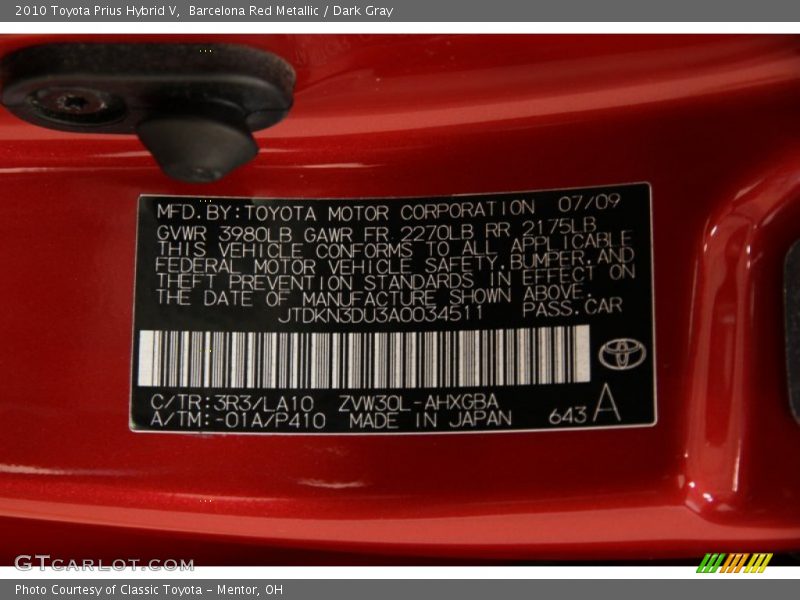 2010 Toyota Prius Hybrid V, Barcelona Red Metallic / Dark Gray
MFD. BY: TOYOTA MOTOR CORPORATION 07/09
GVWR 3980LB GAWR FR 2270LB RR 2175LB
THIS VEHICLE CONFORMS TO ALL APPLICABLE
FEDERAL MOTOR VEHICLE SAFETY, BUMPER, AND
THEFT PREVENTION STANDARDS IN EFFECT ON
THE DATE OF MANUFACTURE SHOWN ABOVE.
JTDKN3DU3A0034511 PASS. CAR
C/TR: 3R3/LA10 ZVW30L-AHXGBA
A/TM: -01A/P410 MADE IN JAPAN 643 A
GTCARLOT.COM
Photo Courtesy of Classic Toyota - Mentor, OH